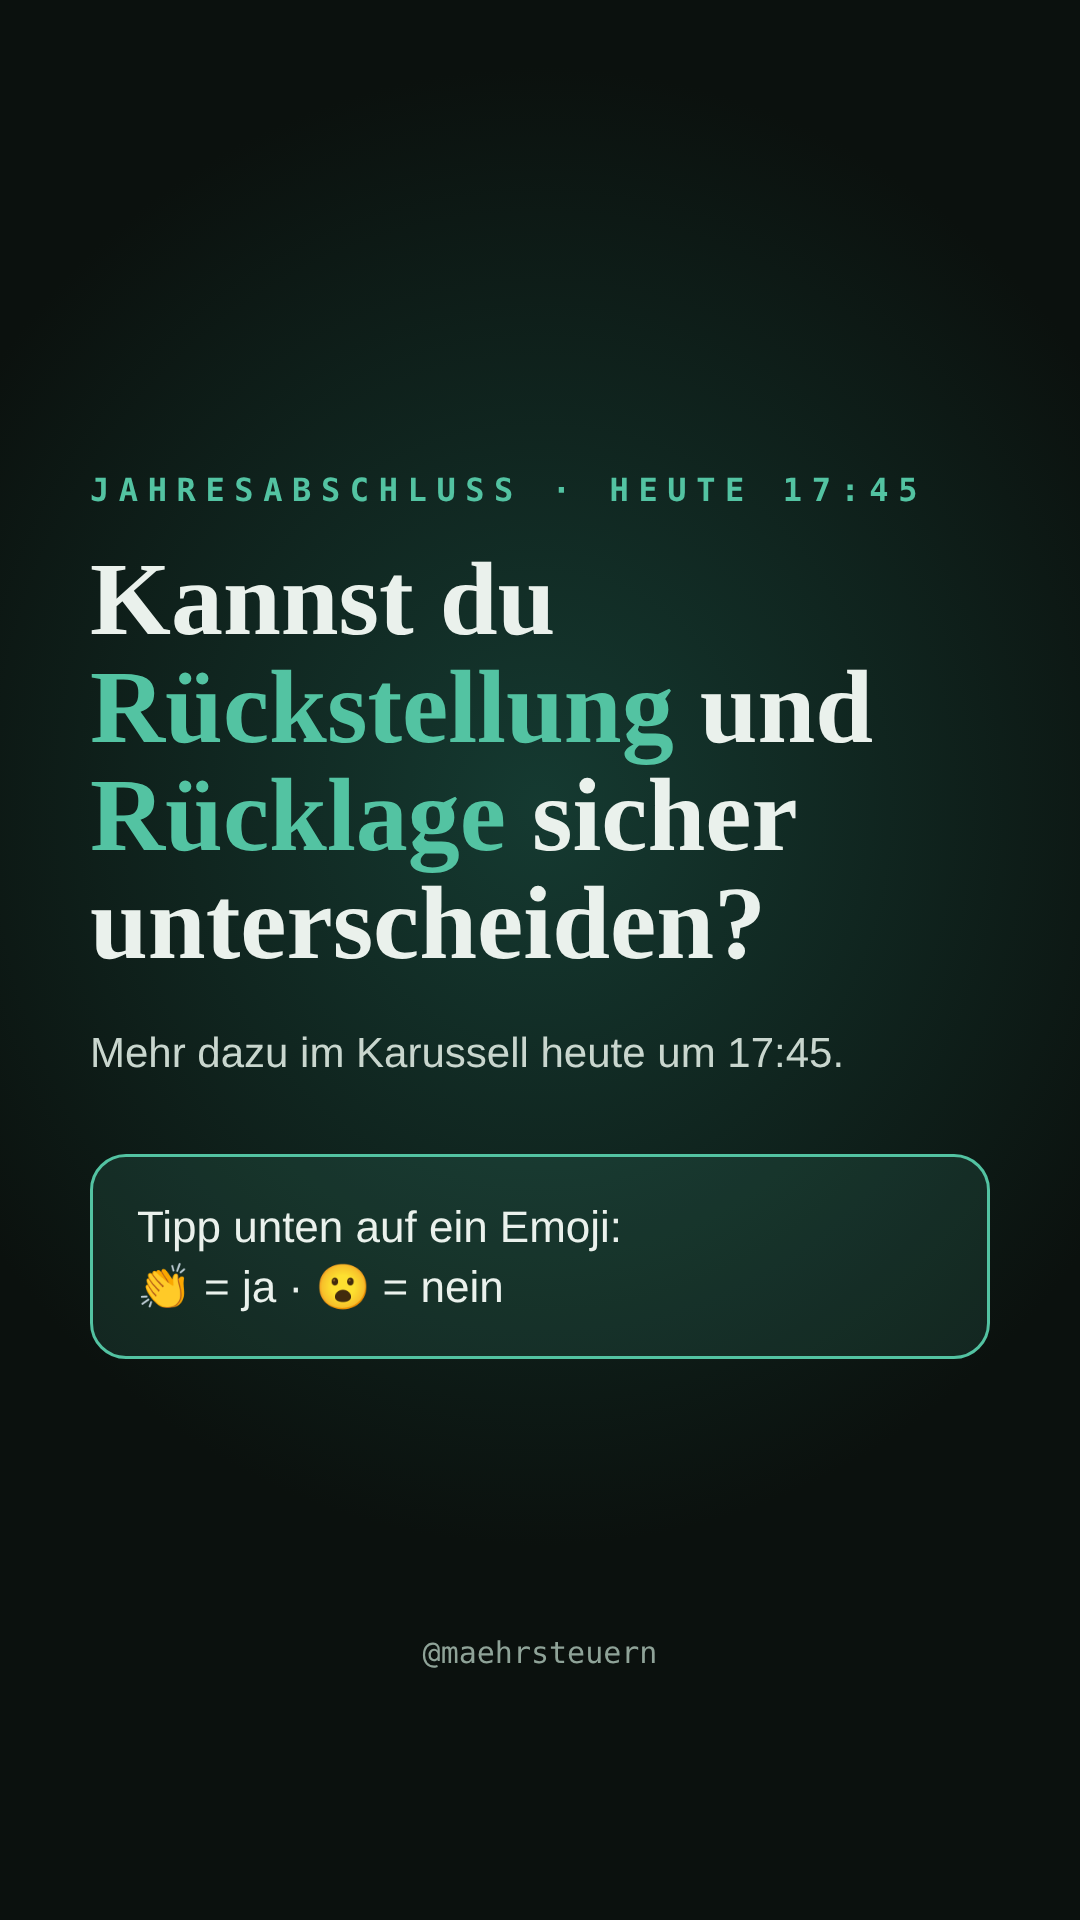 JAHRESABSCHLUSS · HEUTE 17:45
Kannst du
Rückstellung und
Rücklage sicher
unterscheiden?
Mehr dazu im Karussell heute um 17:45.
Tipp unten auf ein Emoji:
👏 = ja · 😮 = nein
@maehrsteuern